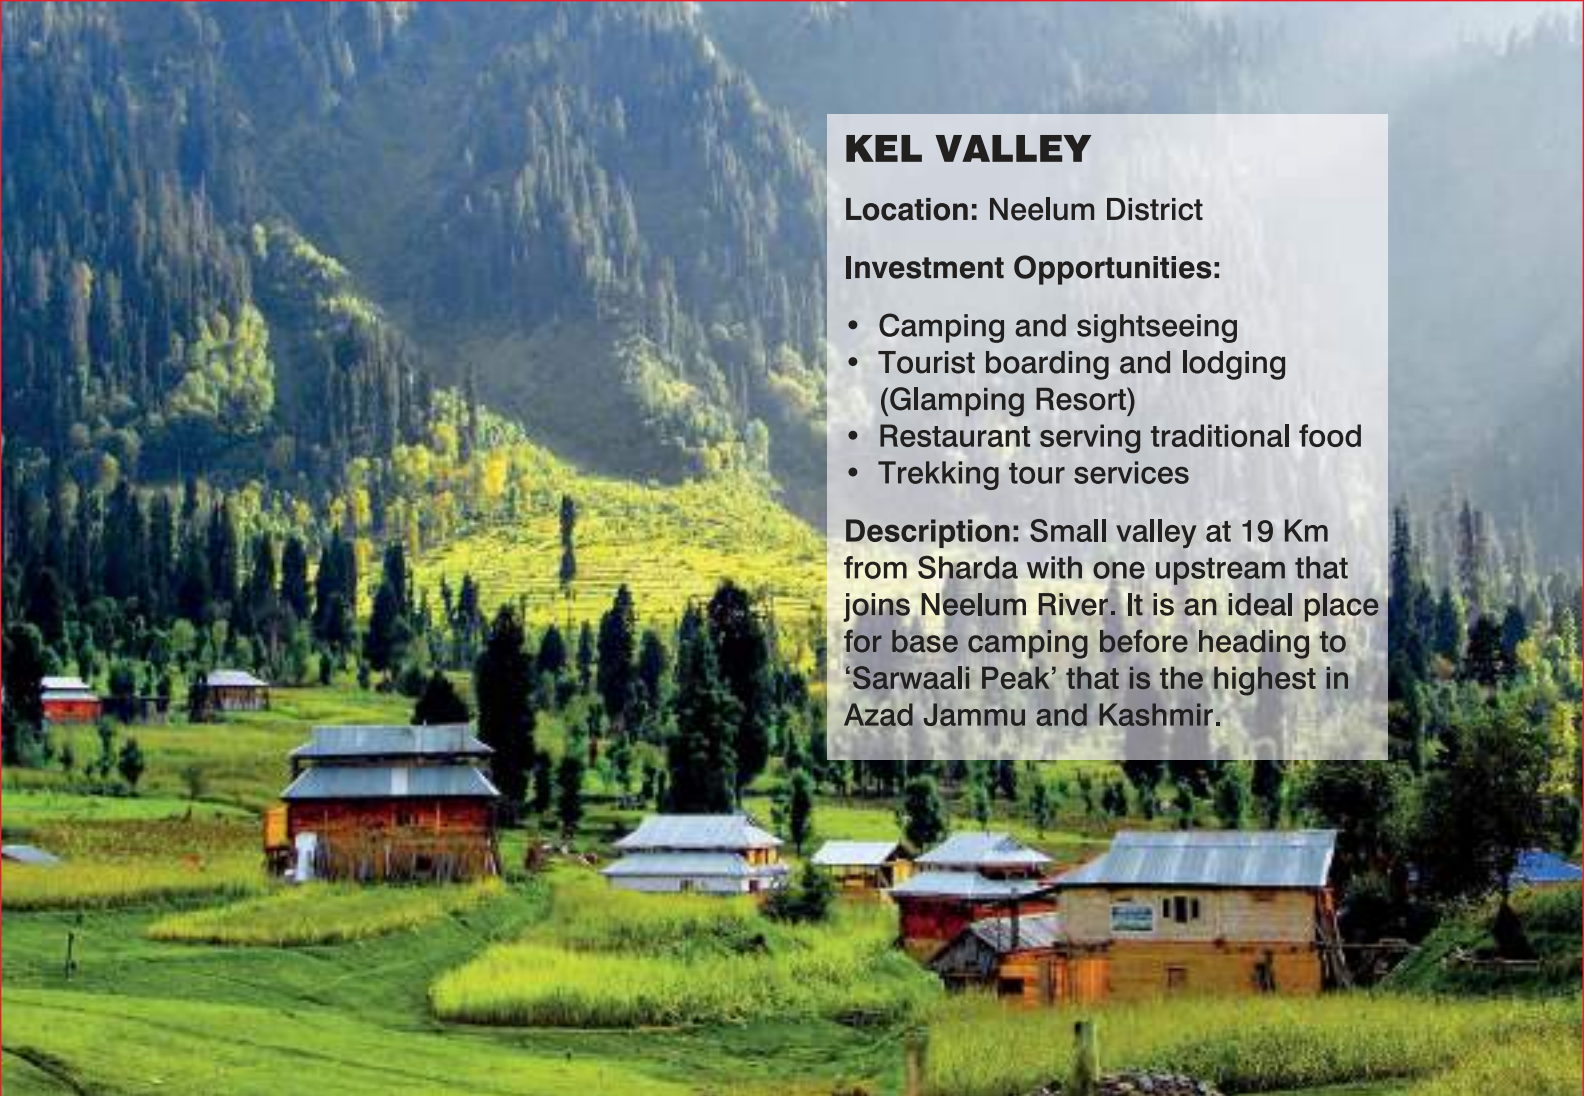 KEL VALLEY
Location: Neelum District
Investment Opportunities:
• Camping and sightseeing
• Tourist boarding and lodging
(Glamping Resort)
• Restaurant serving traditional food
• Trekking tour services
Description: Small valley at 19 Km
from Sharda with one upstream that
joins Neelum River. It is an ideal place
for base camping before heading to
‘Sarwaali Peak’ that is the highest in
Azad Jammu and Kashmir.